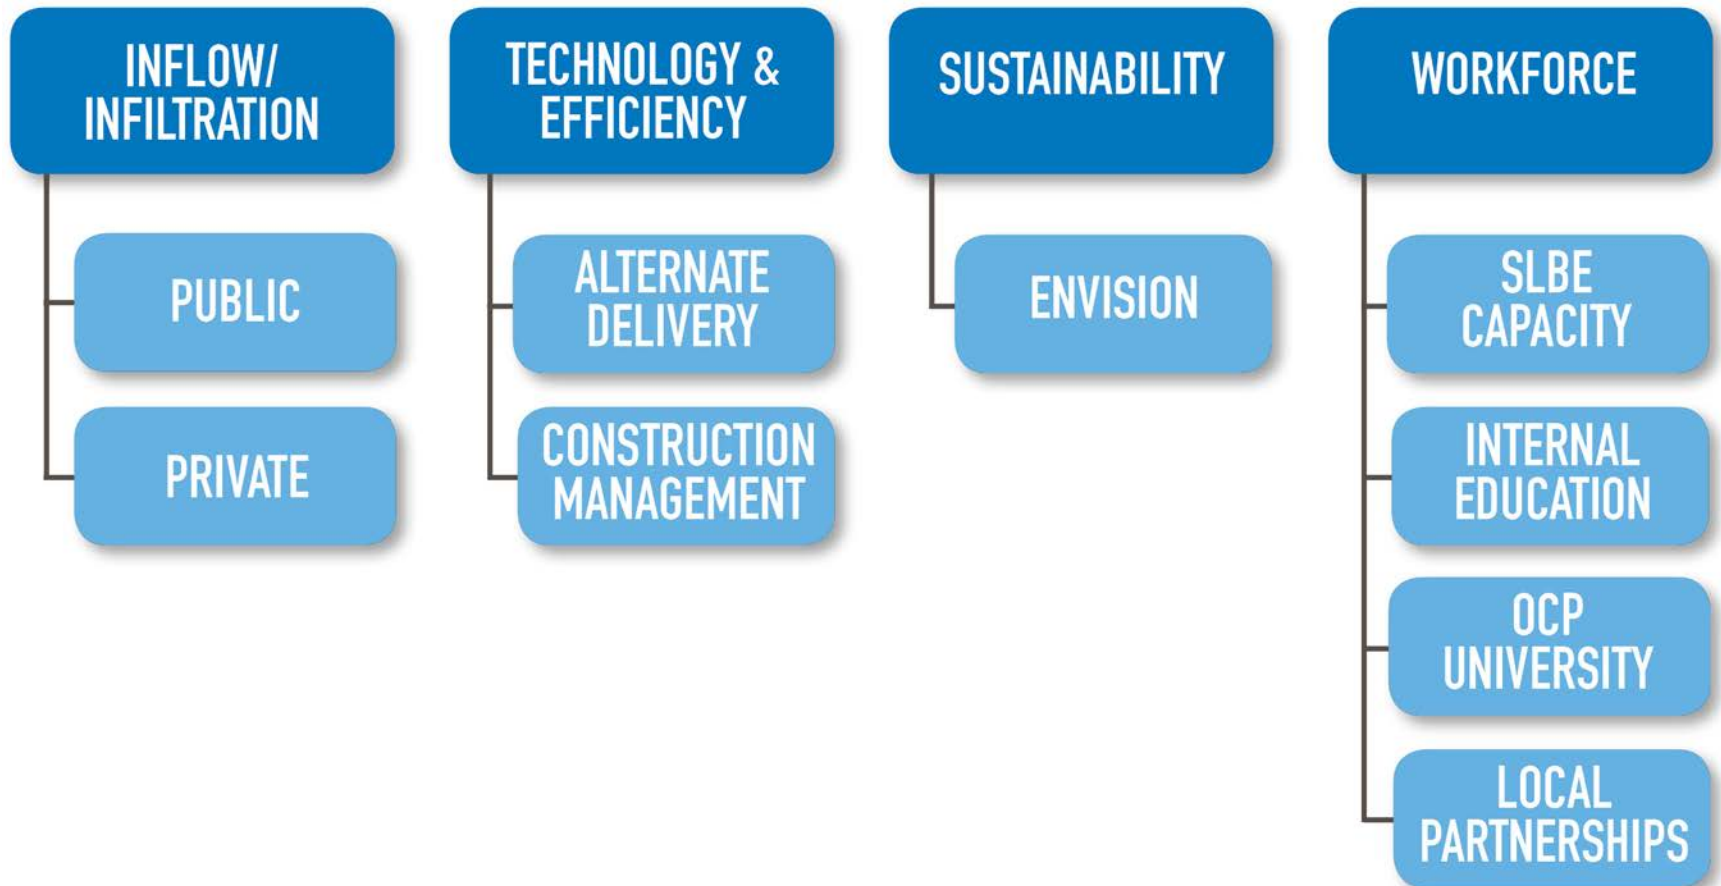 INFLOW/
INFILTRATION
PUBLIC
PRIVATE
TECHNOLOGY &
EFFICIENCY
ALTERNATE
DELIVERY
CONSTRUCTION
MANAGEMENT
SUSTAINABILITY
ENVISION
WORKFORCE
SLBE
CAPACITY
INTERNAL
EDUCATION
OCP
UNIVERSITY
LOCAL
PARTNERSHIPS